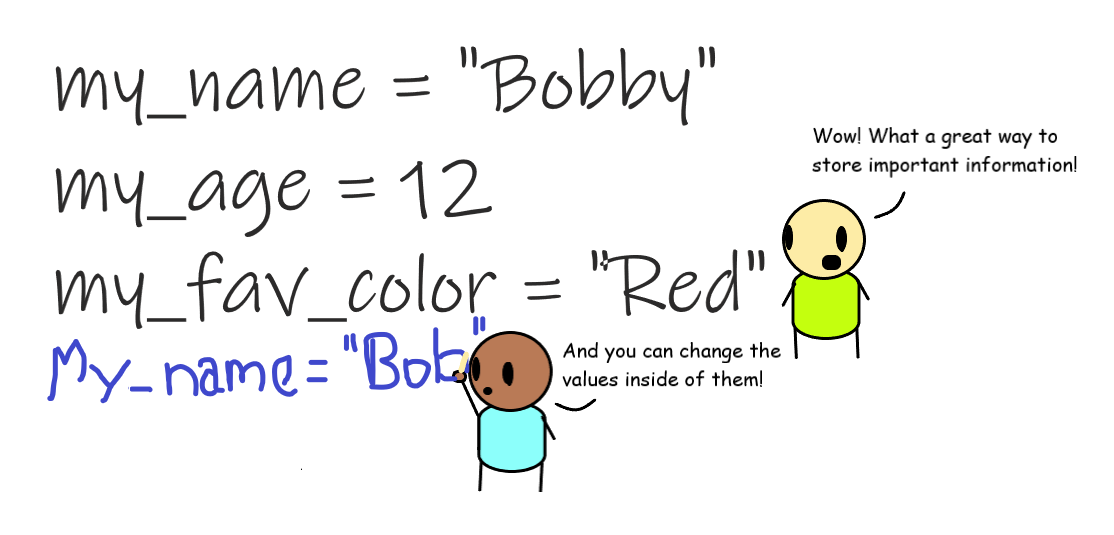 my_name = "Bobby"
my_age = 12
my_fav_color = "Red"
My_name="Bob"
Wow! What a great way to
store important information!
And you can change the
values inside of them!